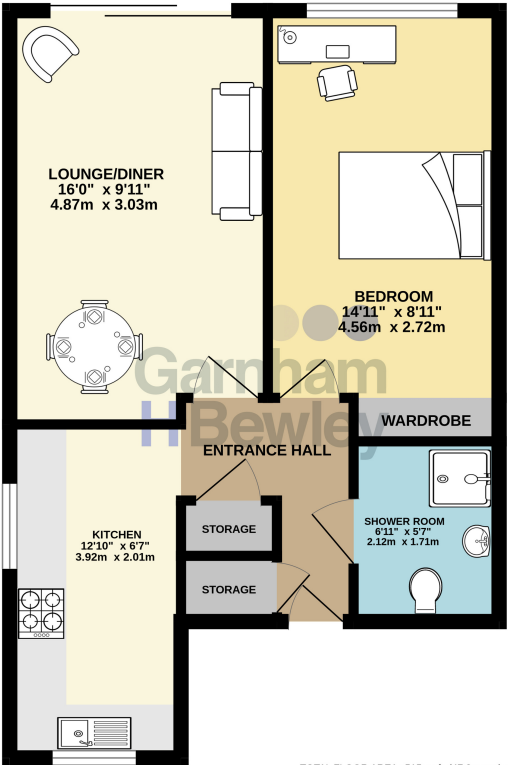 LOUNGE/DINER
16'0" x 9'11"
4.87m x 3.03m
BEDROOM
14'11" x 8'11"
4.56m x 2.72m
Garnham
H Bewley
WARDROBE
ENTRANCE HALL
STORAGE
SHOWER ROOM
6'11" x 5'7"
2.12m x 1.71m
KITCHEN
12'10" x 6'7"
3.92m x 2.01m
STORAGE